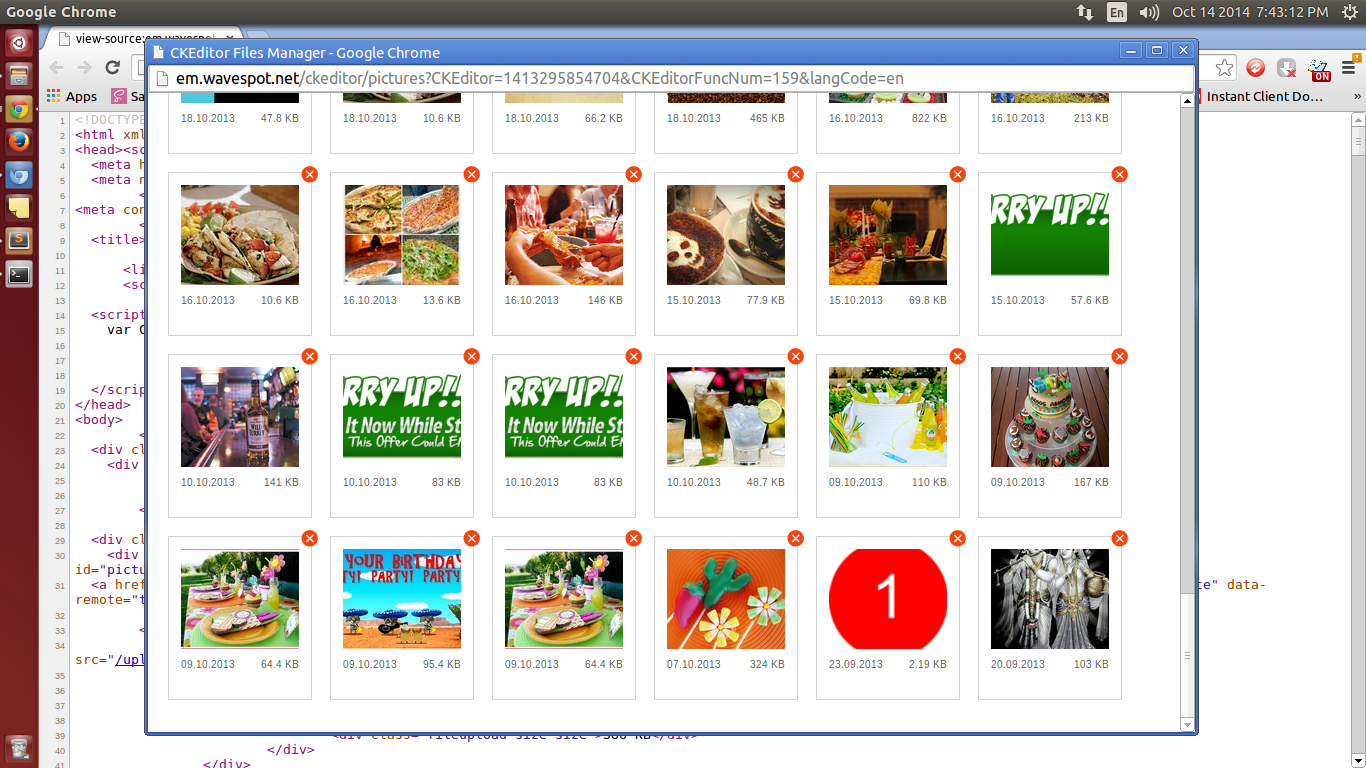 Google Chrome
En
Oct 14 2014 7:43:12 PM
view-source:em.wavespot
CKEditor Files Manager - Google Chrome
em.wavespot.net/ckeditor/pictures?CKEditor=1413295854704&CKEditorFuncNum=159&langCode=en
ON
Apps
Sa
Instant Client Do...
»
18.10.2013 47.8 KB
18.10.2013 10.6 KB
18.10.2013 66.2 KB
18.10.2013 465 KB
16.10.2013 822 KB
16.10.2013 213 KB
RRY UP!!
16.10.2013 10.6 KB
16.10.2013 13.6 KB
16.10.2013 146 KB
15.10.2013 77.9 KB
15.10.2013 69.8 KB
15.10.2013 57.6 KB
WILD
TURKEY
RRY UP!!
It Now While St
This Offer Could E
RRY UP!!
It Now While St
This Offer Could E
10.10.2013 141 KB
10.10.2013 83 KB
10.10.2013 83 KB
10.10.2013 48.7 KB
09.10.2013 110 KB
09.10.2013 167 KB
YOUR BIRTHDAY
TY! PARTY! PARTY
1
09.10.2013 64.4 KB
09.10.2013 95.4 KB
09.10.2013 64.4 KB
07.10.2013 324 KB
23.09.2013 2.19 KB
20.09.2013 103 KB
1 <!DOCTYPE
2 <html xml
3 <head><sc
4 <meta h
5 <meta n
6 <
7 <meta con
8 <
9 <title>
10
11 <li
12 <sc
13
14 <script
15 var C
16
17
18
19 </script
20 </head>
21 <body>
22 <
23 <div cl
24 <div
25
26
27 <
28
29 <div cl
30 <div
id="pictu
31 <a href
te" data-
remote="t
32
33 <
34
src="/upl
35
36
37
38
39 <div class="fileupload-size size">386 KB</div>
40 </div>
41 </div>